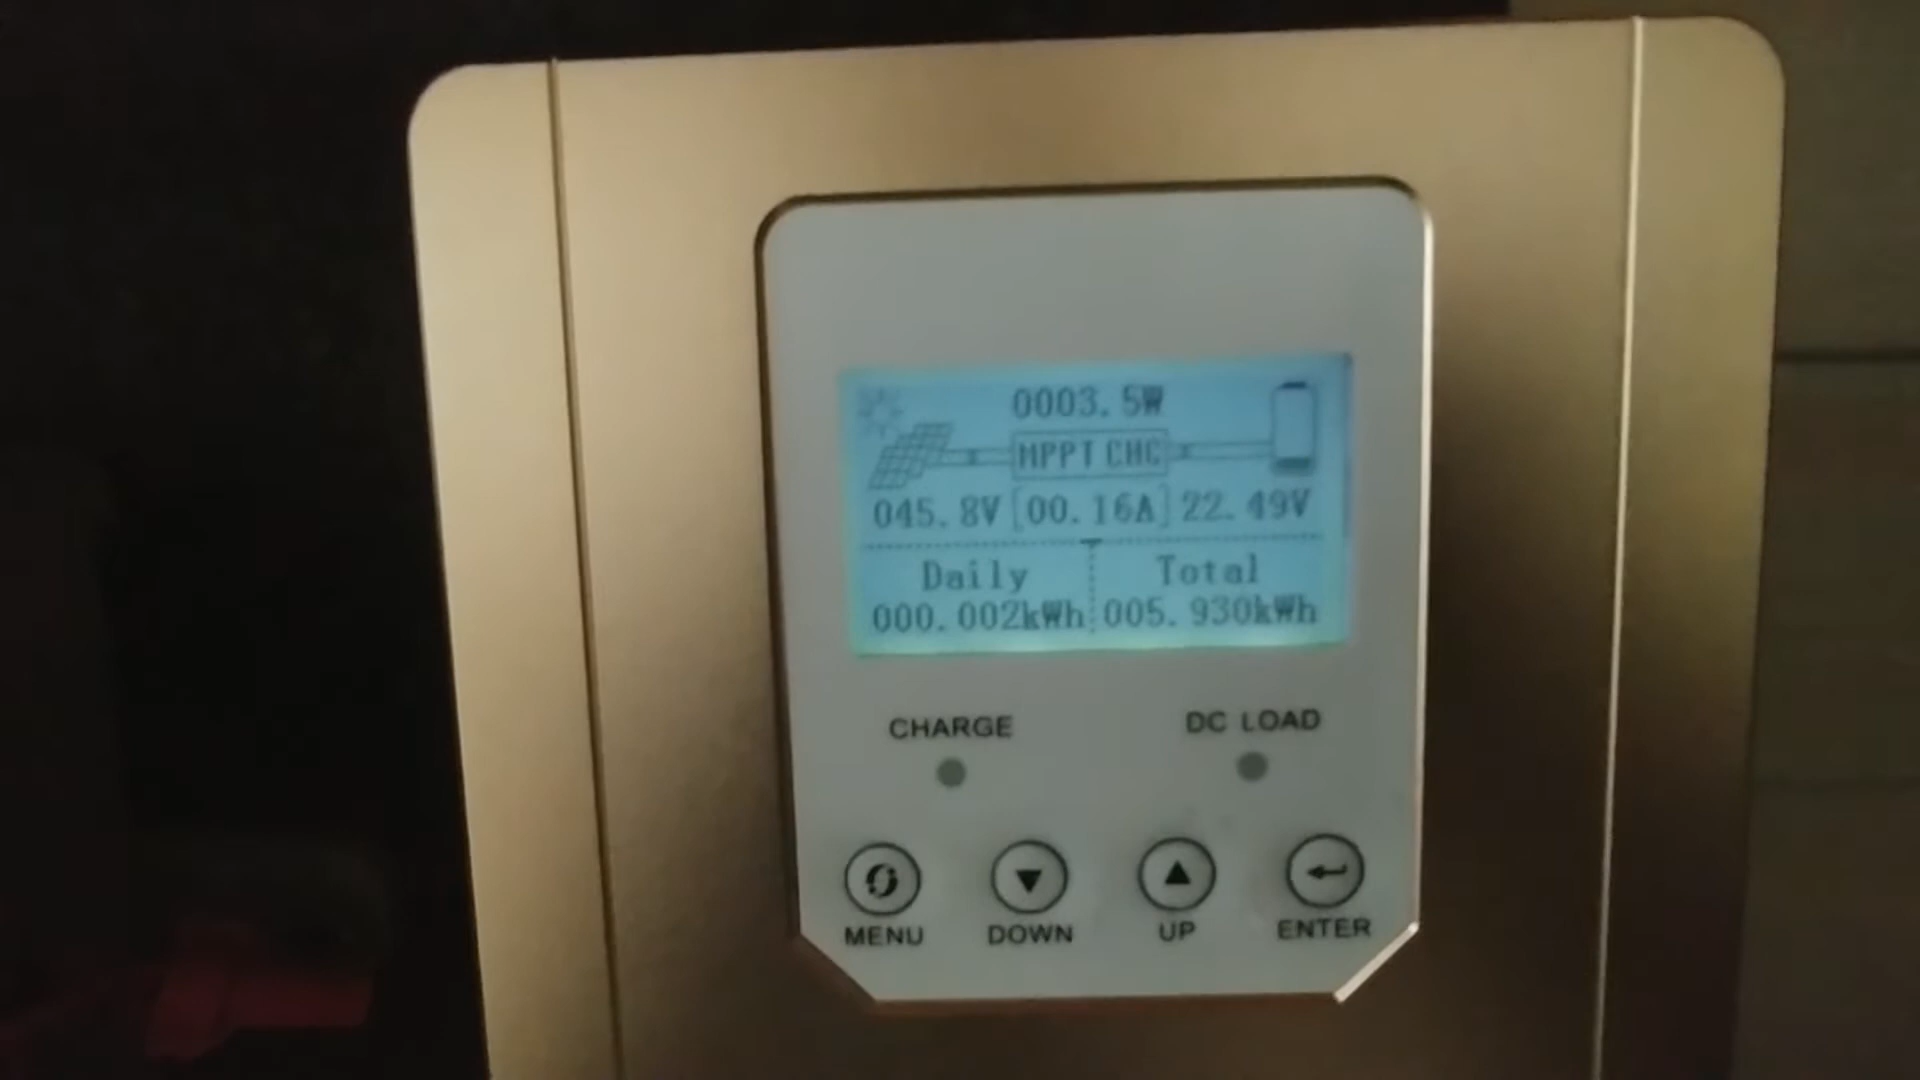 0003.5W
MPPT CHG
045.8V [00.16A] 22.49V
Daily Total
000.002kWh 005.930kWh
CHARGE DC LOAD
MENU DOWN UP ENTER